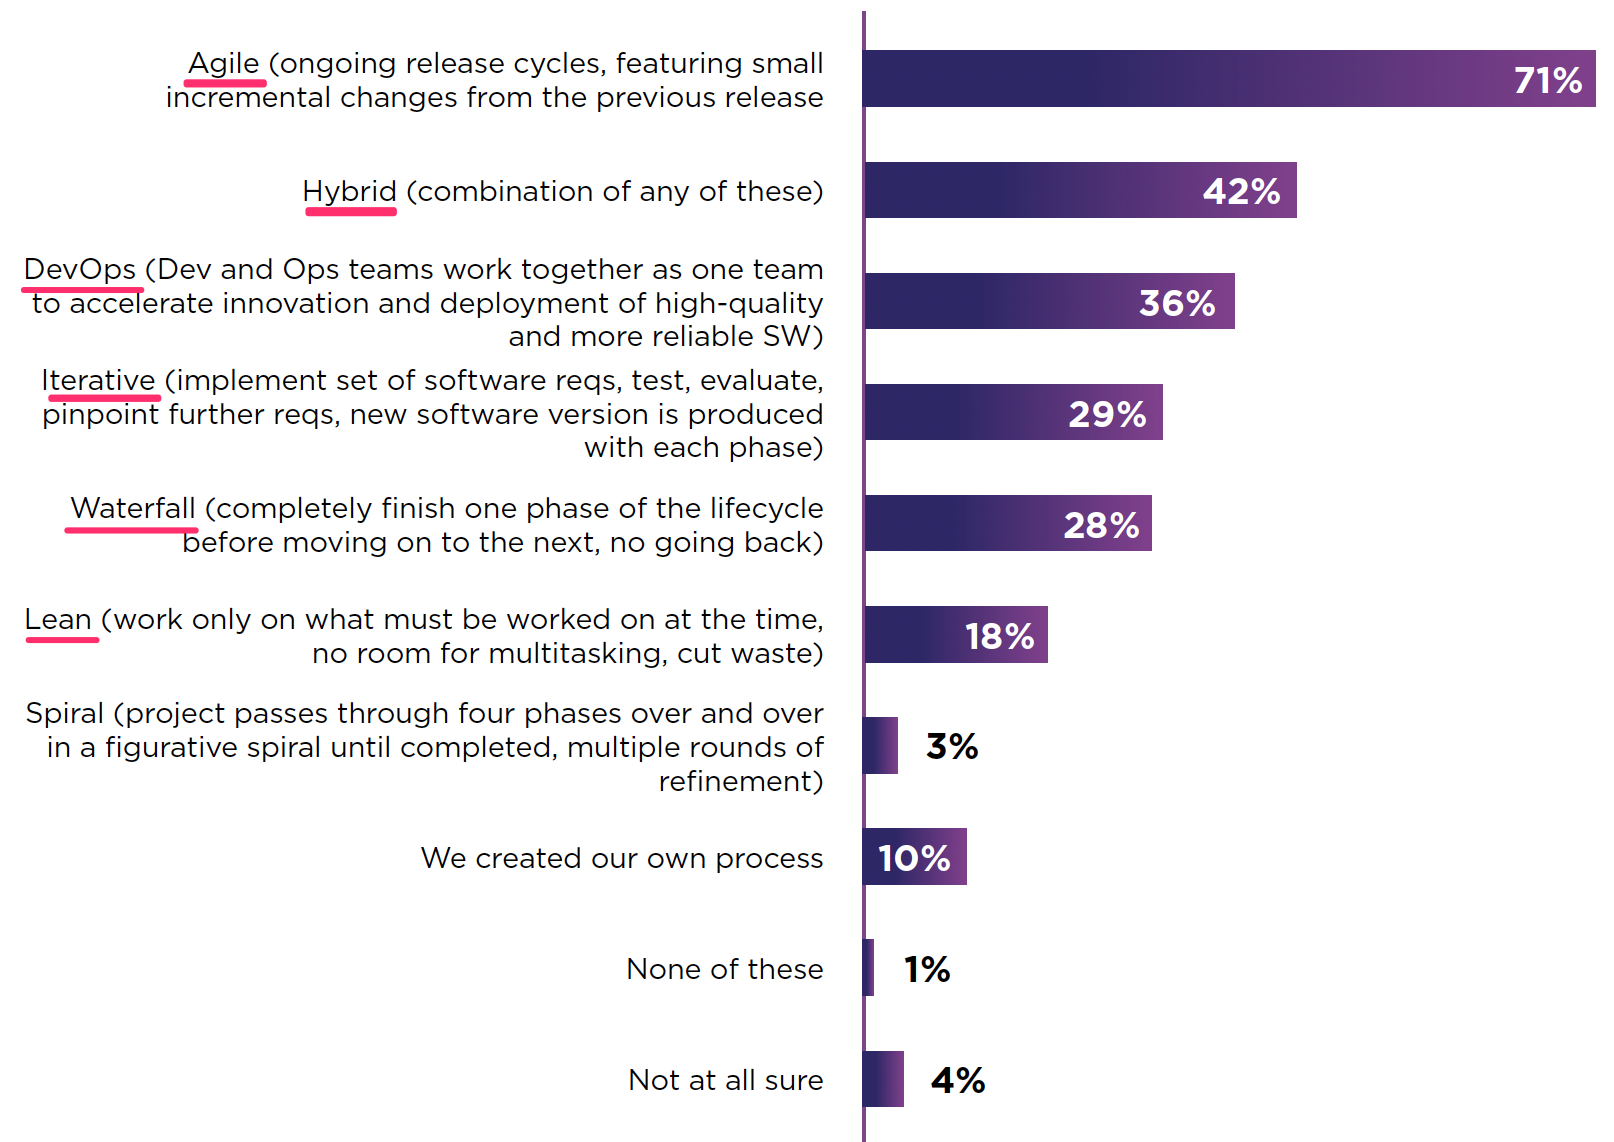 Agile (ongoing release cycles, featuring small
incremental changes from the previous release
71%
Hybrid (combination of any of these)
42%
DevOps (Dev and Ops teams work together as one team
to accelerate innovation and deployment of high-quality
and more reliable SW)
36%
Iterative (implement set of software reqs, test, evaluate,
pinpoint further reqs, new software version is produced
with each phase)
29%
Waterfall (completely finish one phase of the lifecycle
before moving on to the next, no going back)
28%
Lean (work only on what must be worked on at the time,
no room for multitasking, cut waste)
18%
Spiral (project passes through four phases over and over
in a figurative spiral until completed, multiple rounds of
refinement)
3%
We created our own process
10%
None of these
1%
Not at all sure
4%